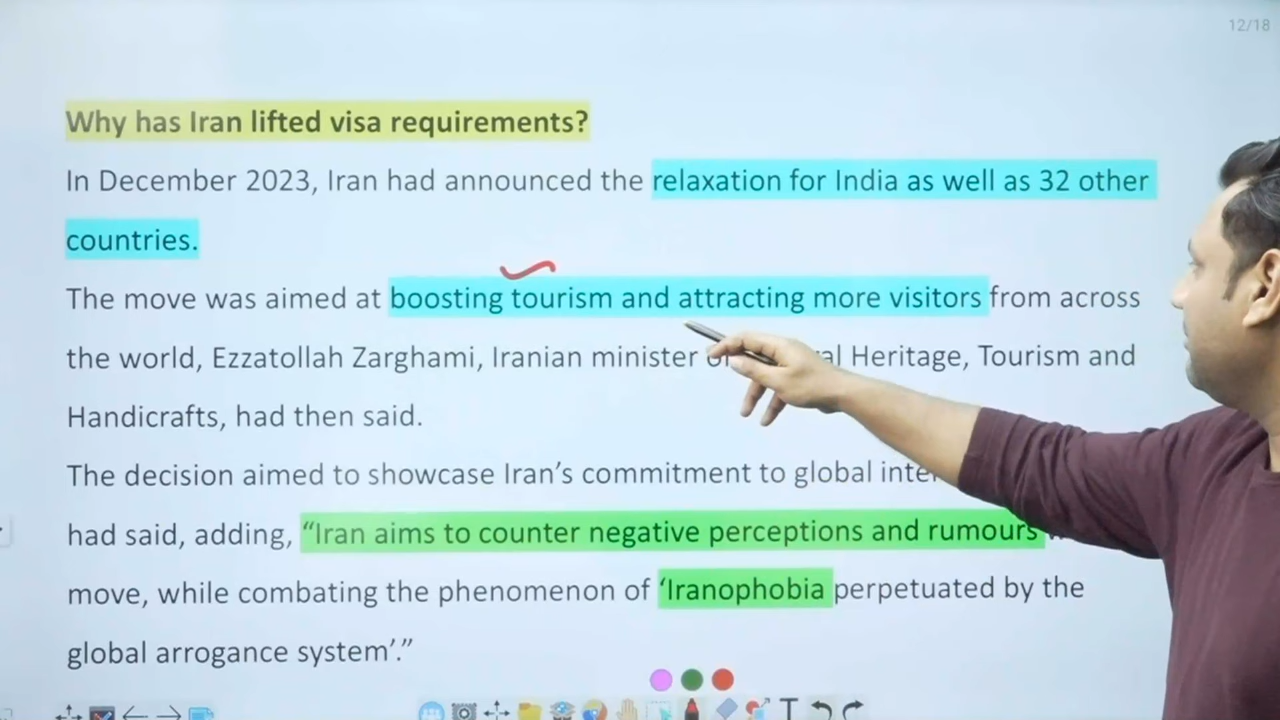 12/18
Why has Iran lifted visa requirements?
In December 2023, Iran had announced the relaxation for India as well as 32 other
countries.
The move was aimed at boosting tourism and attracting more visitors from across
the world, Ezzatollah Zarghami, Iranian minister Heritage, Tourism and
Handicrafts, had then said.
The decision aimed to showcase Iran’s commitment to global
had said, adding, “Iran aims to counter negative perceptions and rumours
move, while combating the phenomenon of ‘Iranophobia perpetuated by the
global arrogance system’.”
T